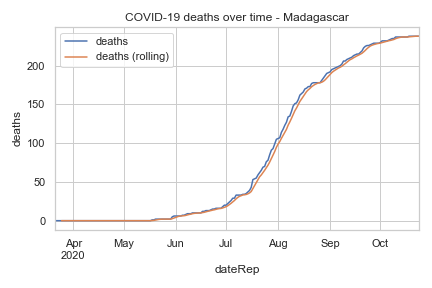 COVID-19 deaths over time - Madagascar
deaths
deaths (rolling)
deaths
200
150
100
50
0
Apr May Jun Jul Aug Sep Oct
2020
dateRep